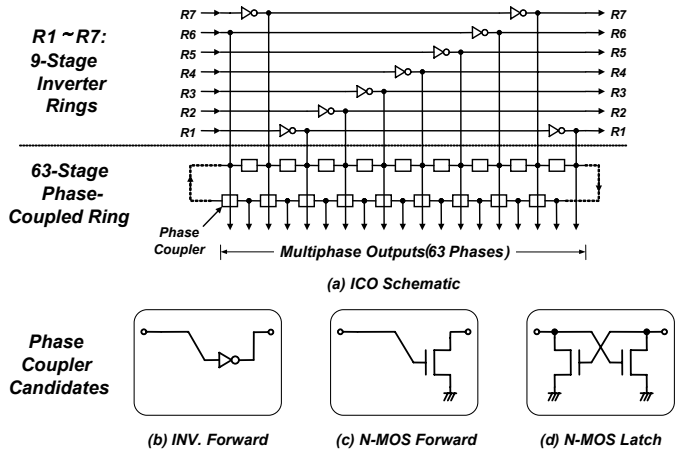 R1 ~ R7:
9-Stage
Inverter
Rings
R7
R6
R5
R4
R3
R2
R1
R7
R6
R5
R4
R3
R2
R1
63-Stage
Phase-
Coupled Ring
Phase
Coupler
Multiphase Outputs(63 Phases)
(a) ICO Schematic
Phase
Coupler
Candidates
(b) INV. Forward
(c) N-MOS Forward
(d) N-MOS Latch